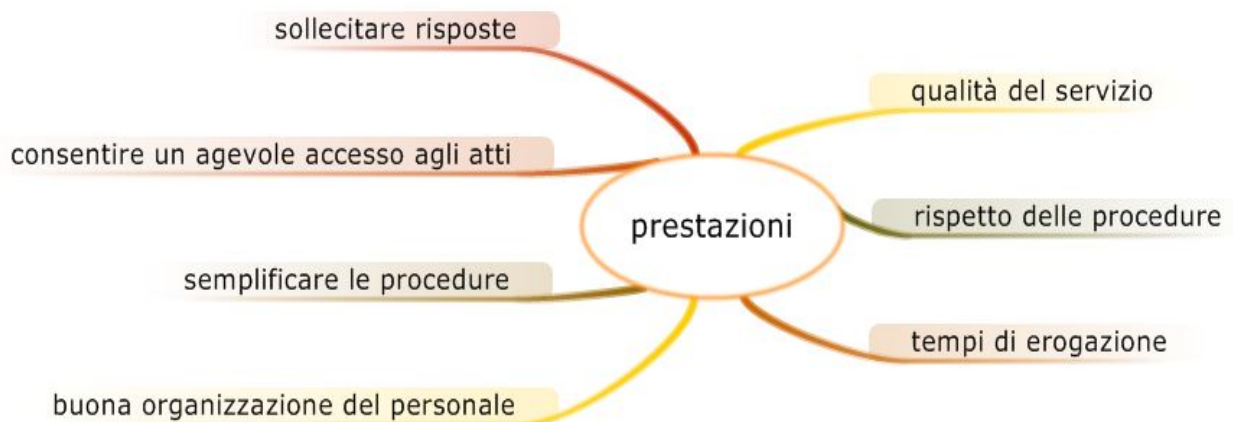 sollecitare risposte
qualità del servizio
consentire un agevole accesso agli atti
prestazioni
rispetto delle procedure
semplificare le procedure
tempi di erogazione
buona organizzazione del personale